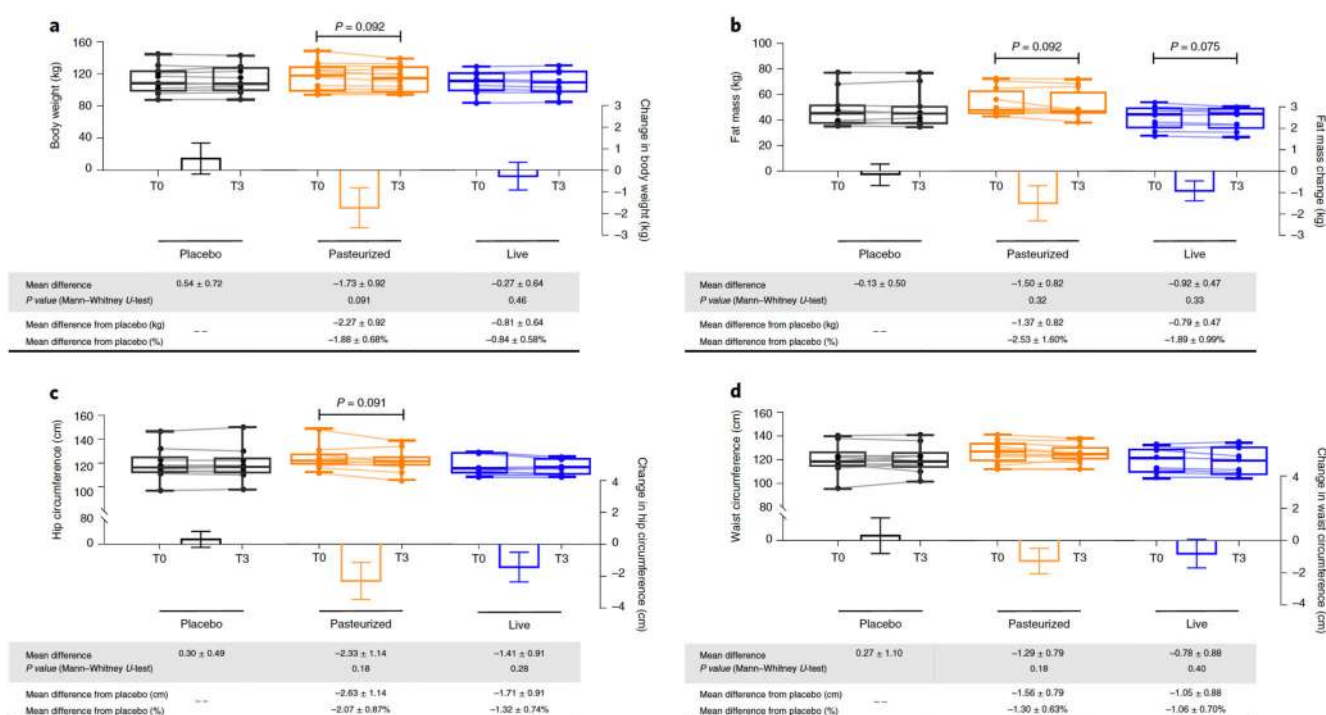 a
P = 0.092
160
120
80
40
0
Body weight (kg)
3
2
1
0
−1
−2
−3
Change in body weight (kg)
T0 T3 T0 T3 T0 T3
Placebo Pasteurized Live
Mean difference 0.54 ± 0.72 −1.73 ± 0.92 −0.27 ± 0.64
P value (Mann–Whitney U-test) 0.091 0.46
Mean difference from placebo (kg) −− −2.27 ± 0.92 −0.81 ± 0.64
Mean difference from placebo (%) −1.88 ± 0.68% −0.84 ± 0.58%
b
P = 0.092 P = 0.075
100
80
60
40
20
0
Fat mass (kg)
3
2
1
0
−1
−2
−3
Fat mass change (kg)
T0 T3 T0 T3 T0 T3
Placebo Pasteurized Live
Mean difference −0.13 ± 0.50 −1.50 ± 0.82 −0.92 ± 0.47
P value (Mann–Whitney U-test) 0.32 0.33
Mean difference from placebo (kg) −− −1.37 ± 0.82 −0.79 ± 0.47
Mean difference from placebo (%) −2.53 ± 1.60% −1.89 ± 0.99%
c
P = 0.091
160
140
120
100
80
0
Hip circumference (cm)
4
2
0
−2
−4
Change in hip circumference (cm)
T0 T3 T0 T3 T0 T3
Placebo Pasteurized Live
Mean difference 0.30 ± 0.49 −2.33 ± 1.14 −1.41 ± 0.91
P value (Mann–Whitney U-test) 0.18 0.28
Mean difference from placebo (cm) −− −2.63 ± 1.14 −1.71 ± 0.91
Mean difference from placebo (%) −2.07 ± 0.87% −1.32 ± 0.74%
d
160
140
120
100
80
0
Waist circumference (cm)
4
2
0
−2
−4
Change in waist circumference (cm)
T0 T3 T0 T3 T0 T3
Placebo Pasteurized Live
Mean difference 0.27 ± 1.10 −1.29 ± 0.79 −0.78 ± 0.88
P value (Mann–Whitney U-test) 0.18 0.40
Mean difference from placebo (cm) −− −1.56 ± 0.79 −1.05 ± 0.88
Mean difference from placebo (%) −1.30 ± 0.63% −1.06 ± 0.70%